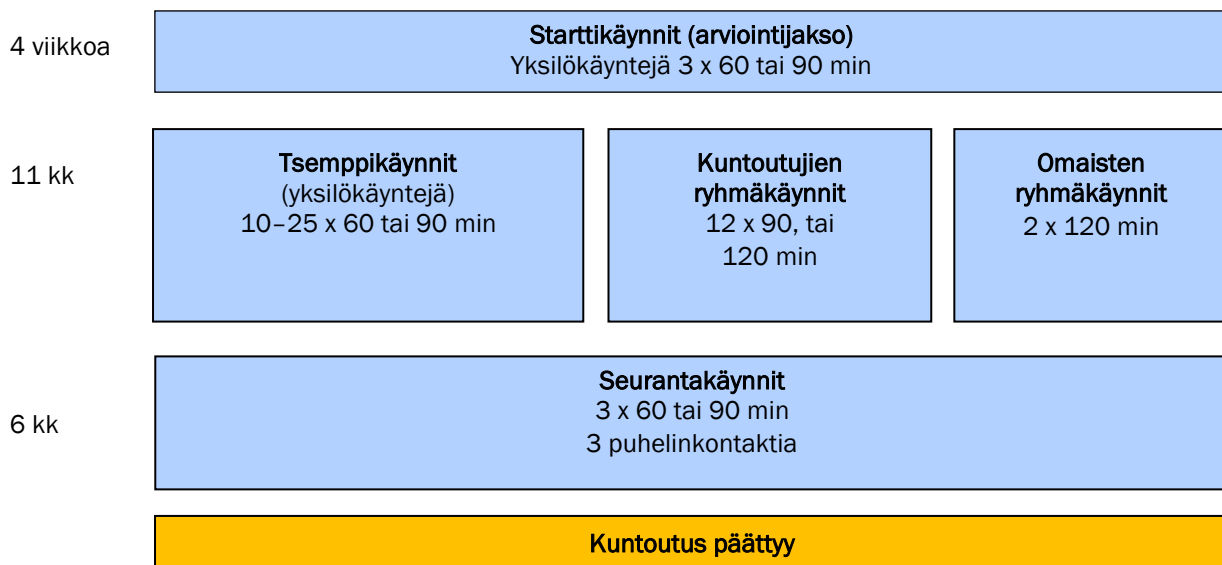 4 viikkoa
Starttikäynnit (arviointijakso)
Yksilökäyntejä 3 x 60 tai 90 min
11 kk
Tsemppikäynnit
(yksilökäyntejä)
10–25 x 60 tai 90 min
Kuntoutujien
ryhmäkäynnit
12 x 90, tai
120 min
Omaisten
ryhmäkäynnit
2 x 120 min
6 kk
Seurantakäynnit
3 x 60 tai 90 min
3 puhelinkontaktia
Kuntoutus päättyy